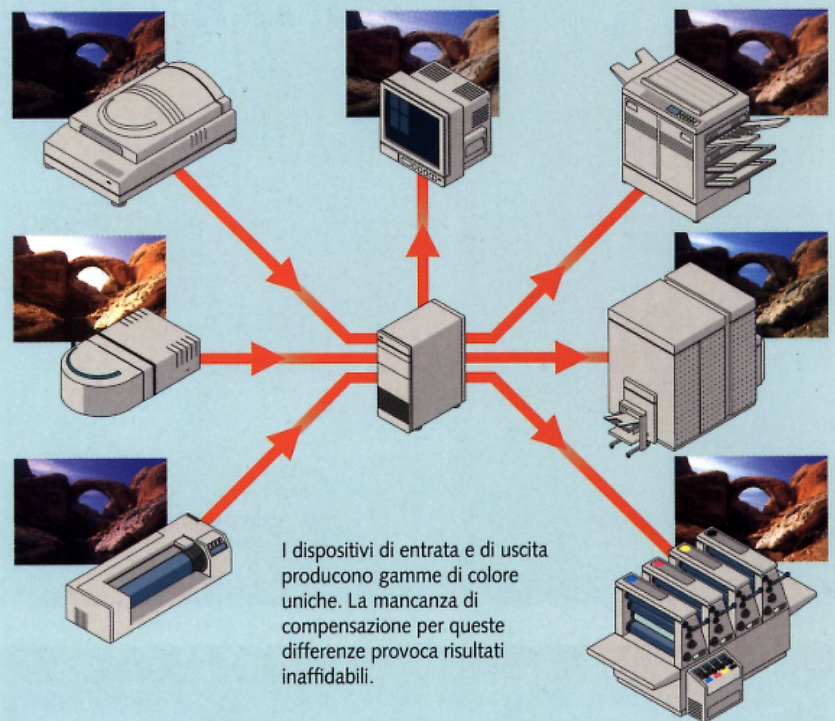 I dispositivi di entrata e di uscita
producono gamme di colore
uniche. La mancanza di
compensazione per queste
differenze provoca risultati
inaffidabili.